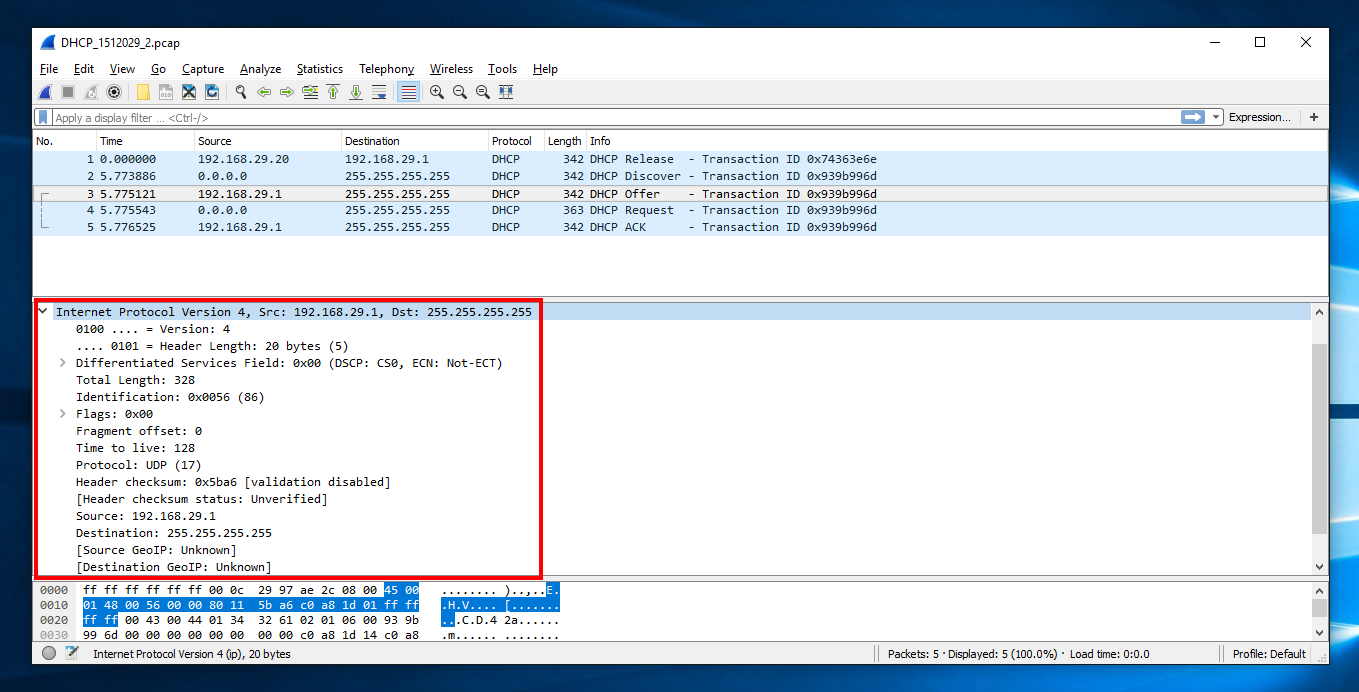 DHCP_1512029_2.pcap
File Edit View Go Capture Analyze Statistics Telephony Wireless Tools Help
Apply a display filter ... <Ctrl-/> Expression... +
No. Time Source Destination Protocol Length Info
1 0.000000 192.168.29.20 192.168.29.1 DHCP 342 DHCP Release - Transaction ID 0x74363e6e
2 5.773886 0.0.0.0 255.255.255.255 DHCP 342 DHCP Discover - Transaction ID 0x939b996d
3 5.775121 192.168.29.1 255.255.255.255 DHCP 342 DHCP Offer - Transaction ID 0x939b996d
4 5.775543 0.0.0.0 255.255.255.255 DHCP 363 DHCP Request - Transaction ID 0x939b996d
5 5.776525 192.168.29.1 255.255.255.255 DHCP 342 DHCP ACK - Transaction ID 0x939b996d
Internet Protocol Version 4, Src: 192.168.29.1, Dst: 255.255.255.255
0100 .... = Version: 4
.... 0101 = Header Length: 20 bytes (5)
Differentiated Services Field: 0x00 (DSCP: CS0, ECN: Not-ECT)
Total Length: 328
Identification: 0x0056 (86)
Flags: 0x00
Fragment offset: 0
Time to live: 128
Protocol: UDP (17)
Header checksum: 0x5ba6 [validation disabled]
[Header checksum status: Unverified]
Source: 192.168.29.1
Destination: 255.255.255.255
[Source GeoIP: Unknown]
[Destination GeoIP: Unknown]
0000 ff ff ff ff ff ff 00 0c 29 97 ae 2c 08 00 45 00 ........ )..,..E.
0010 01 48 00 56 00 00 80 11 5b a6 c0 a8 1d 01 ff ff .H.V.... [.......
0020 ff ff 00 43 00 44 01 34 32 61 02 01 06 00 93 9b ...C.D.4 2a......
0030 99 6d 00 00 00 00 00 00 00 00 c0 a8 1d 14 c0 a8 .m...... ........
Internet Protocol Version 4 (ip), 20 bytes Packets: 5 · Displayed: 5 (100.0%) · Load time: 0:0.0 Profile: Default